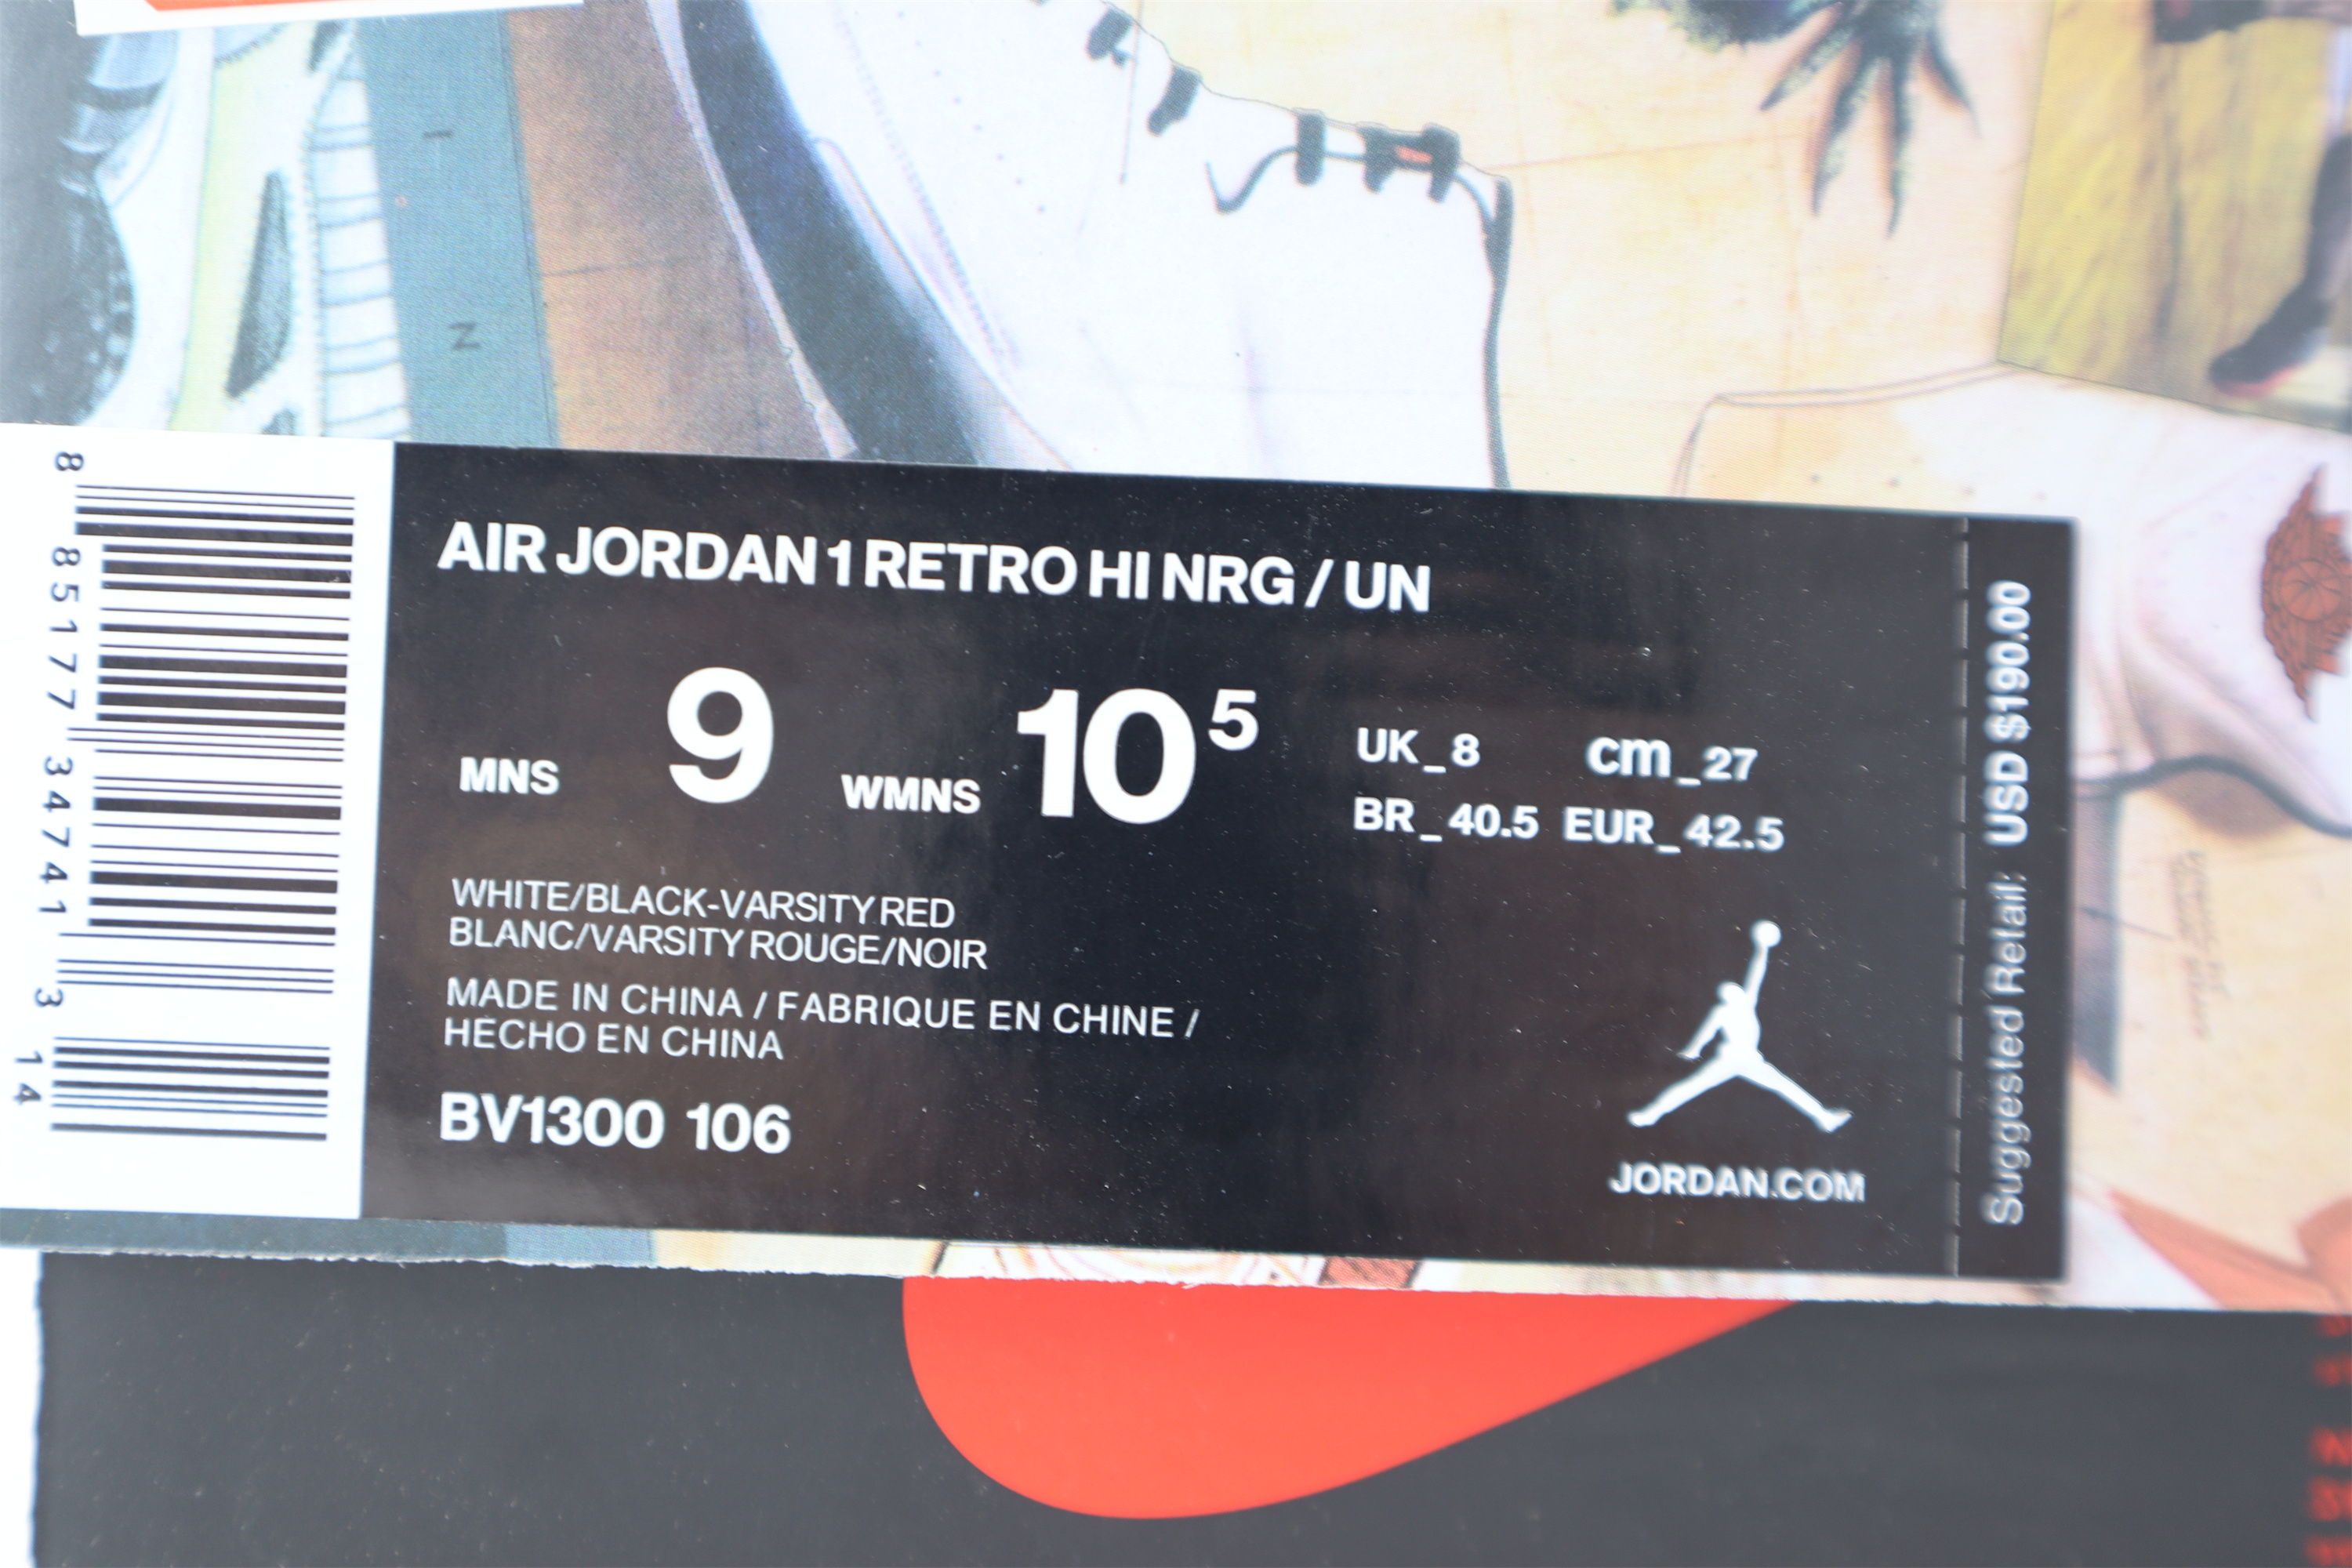 I
N
AIR JORDAN 1 RETRO HI NRG / UN
MNS 9 WMNS 10 5
UK_8 cm_27
BR_40.5 EUR_42.5
WHITE/BLACK-VARSITY RED
BLANC/VARSITY ROUGE/NOIR
MADE IN CHINA / FABRIQUE EN CHINE /
HECHO EN CHINA
BV1300 106
JORDAN.COM
Suggested Retail: USD $190.00
8 85177 34741 3 14